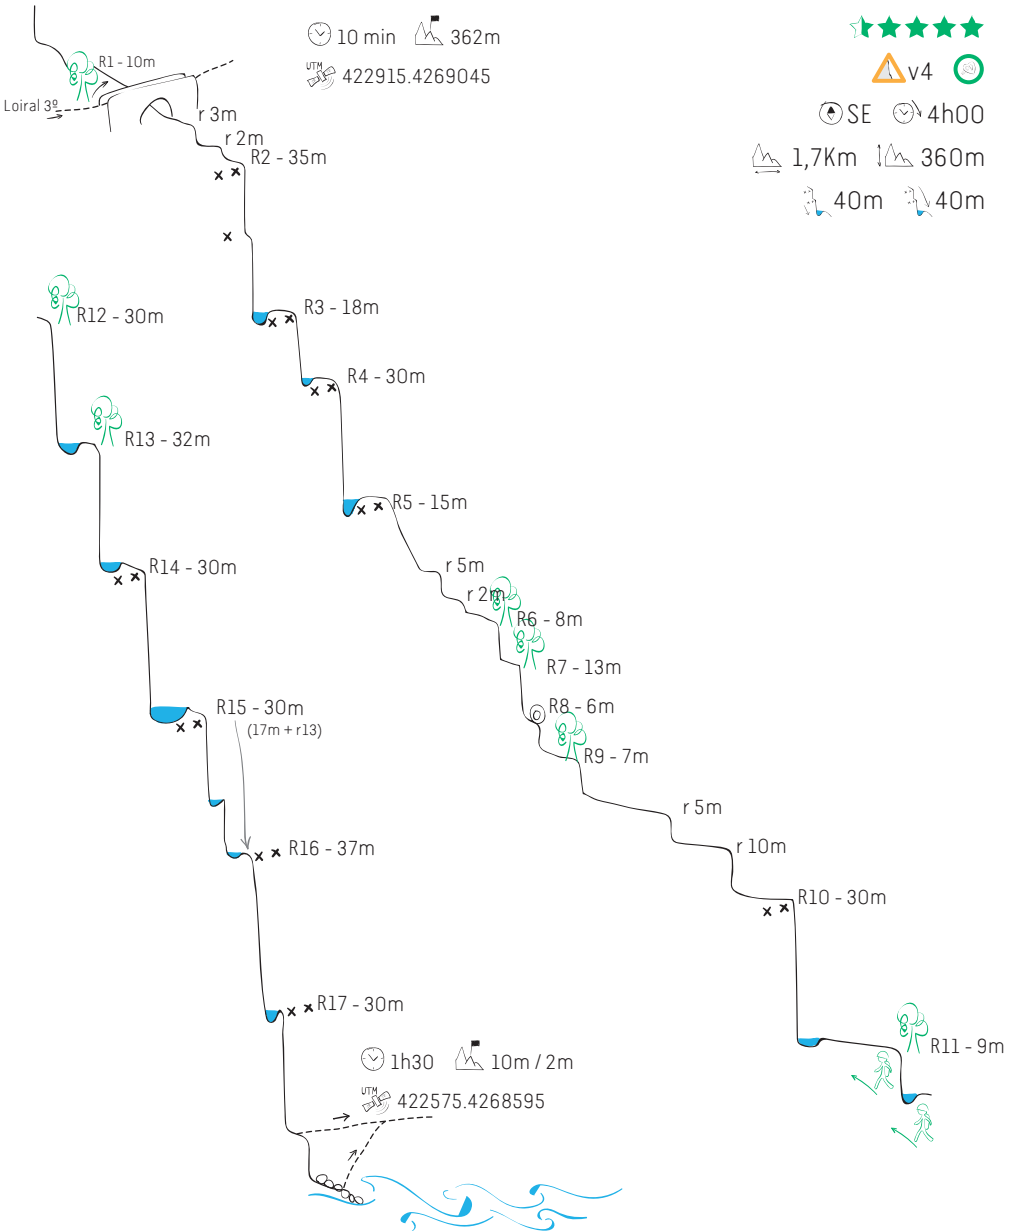 10 min 362m
UTM 422915.4269045
v4
SE 4h00
1,7Km 360m
40m 40m
R1 - 10m
Loiral 3º
r 3m
r 2m
R2 - 35m
R3 - 18m
R4 - 30m
R5 - 15m
r 5m
r 2m
R6 - 8m
R7 - 13m
R8 - 6m
R9 - 7m
r 5m
r 10m
R10 - 30m
R11 - 9m
R12 - 30m
R13 - 32m
R14 - 30m
R15 - 30m
(17m + r13)
R16 - 37m
R17 - 30m
1h30 10m / 2m
UTM 422575.4268595